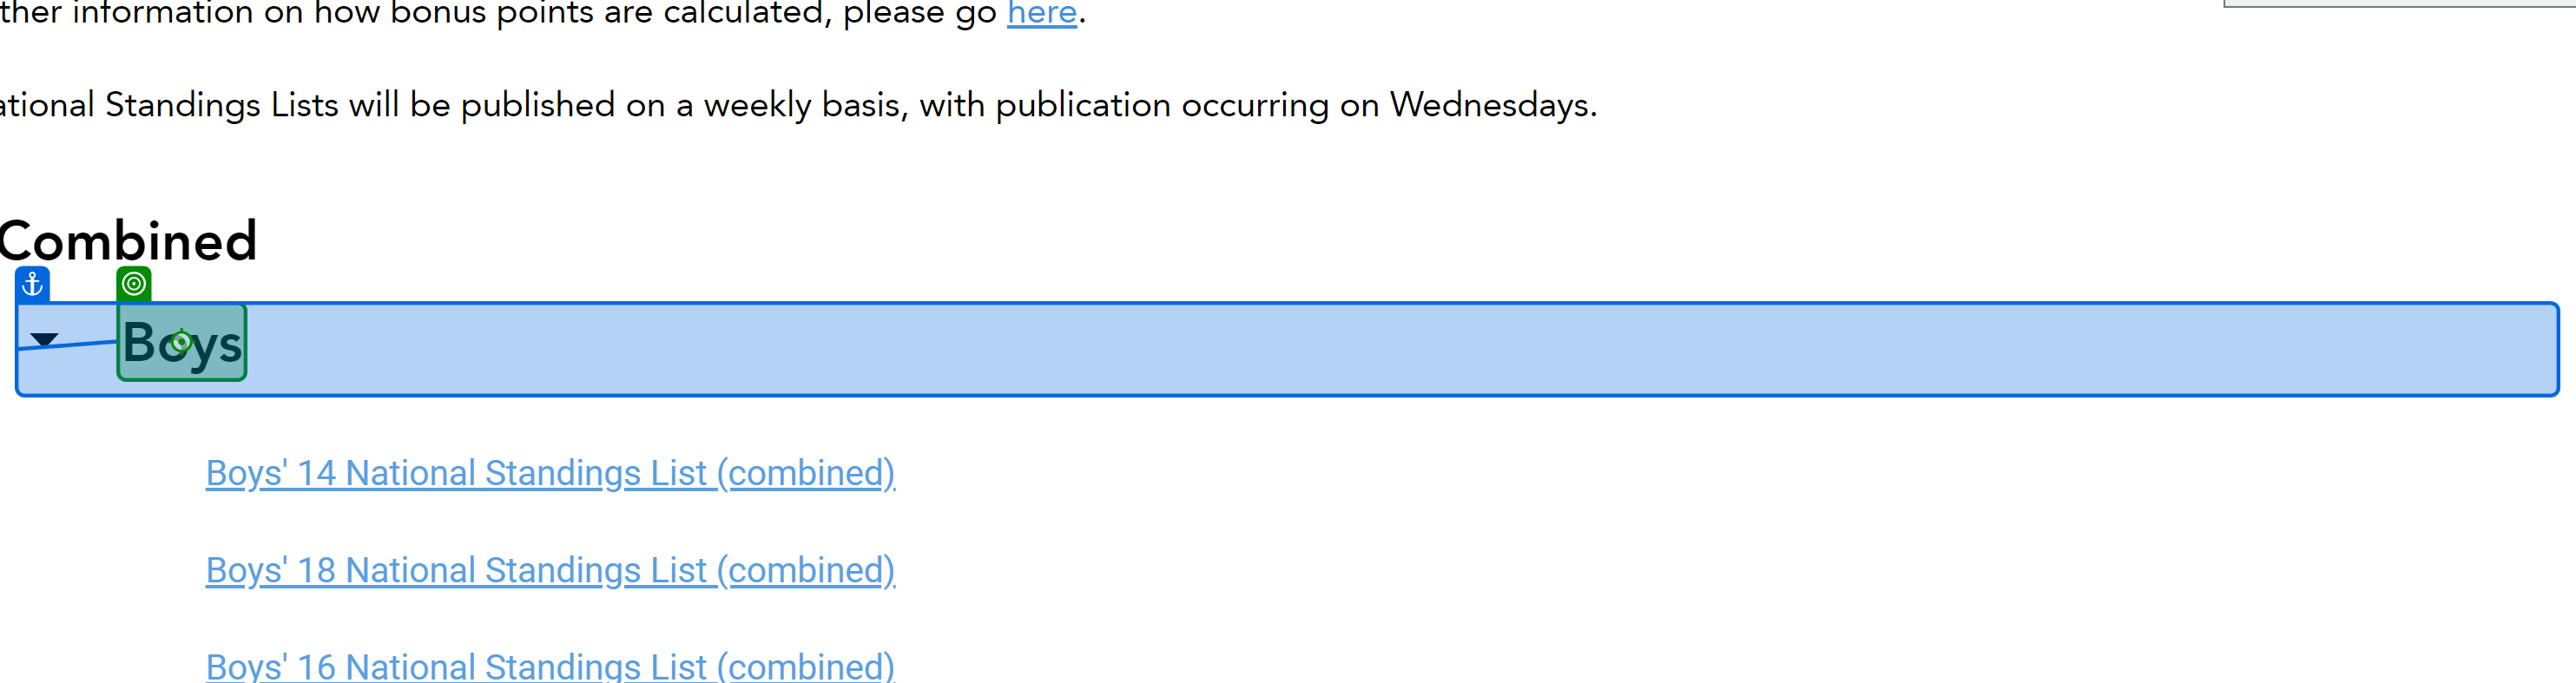 ther information on how bonus points are calculated, please go here.
ational Standings Lists will be published on a weekly basis, with publication occurring on Wednesdays.
Combined
Boys
Boys' 14 National Standings List (combined)
Boys' 18 National Standings List (combined)
Boys' 16 National Standings List (combined)